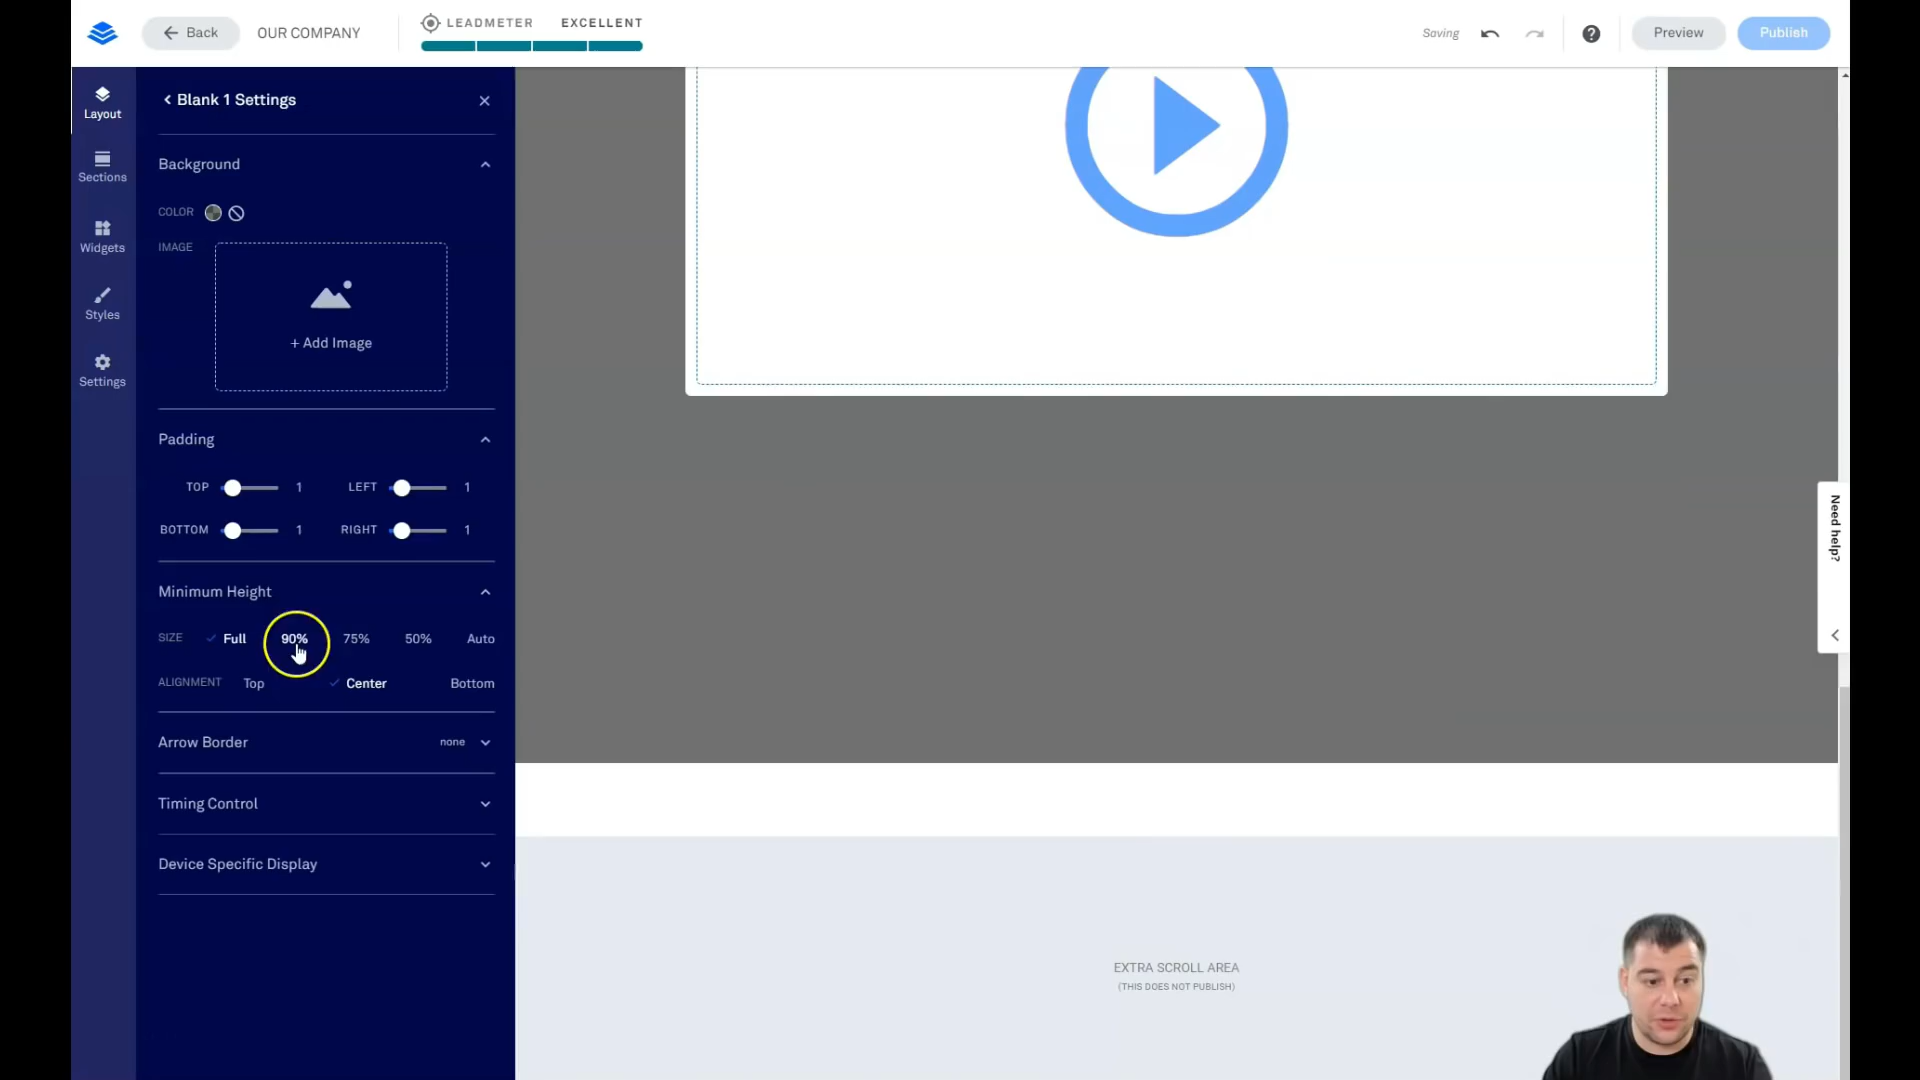 Back
OUR COMPANY
LEADMETER
EXCELLENT
Saving
Preview
Publish
Layout
Sections
Widgets
Styles
Settings
Blank 1 Settings
Background
COLOR
IMAGE
+ Add Image
Padding
TOP 1 LEFT 1
BOTTOM 1 RIGHT 1
Minimum Height
SIZE Full 90% 75% 50% Auto
ALIGNMENT Top Center Bottom
Arrow Border none
Timing Control
Device Specific Display
Need help?
EXTRA SCROLL AREA
(THIS DOES NOT PUBLISH)